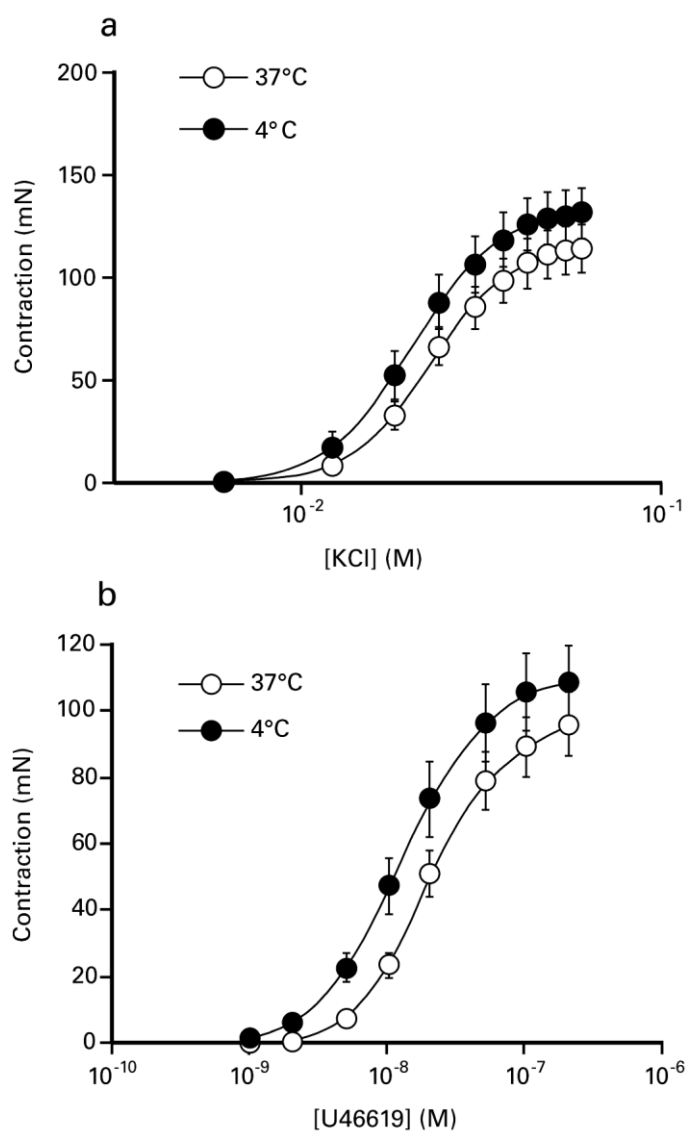 a
200
37°C
4°C
150
Contraction (mN)
100
50
0
10⁻²
10⁻¹
[KCl] (M)
b
120
37°C
100
4°C
80
Contraction (mN)
60
40
20
0
10⁻¹⁰
10⁻⁹
10⁻⁸
10⁻⁷
10⁻⁶
[U46619] (M)